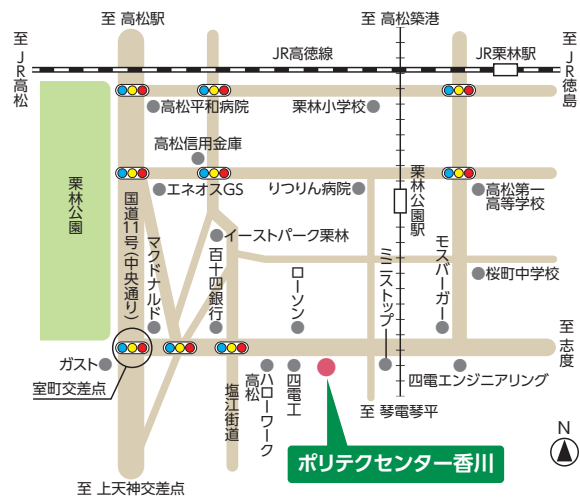 至 高松駅
至 高松築港
至JR高松
JR高徳線
JR栗林駅
至JR徳島
高松平和病院
栗林小学校
高松信用金庫
栗林公園
国道11号(中央通り)
エネオスGS
りつりん病院
栗林公園駅
高松第一
高等学校
マクドナルド
百十四銀行
イーストパーク栗林
ローソン
ミニストップ
モスバーガー
桜町中学校
至志度
ガスト
室町交差点
塩江街道
ハローワーク
高松
四電工
四電エンジニアリング
至 琴電琴平
ポリテクセンター香川
N
至 上天神交差点